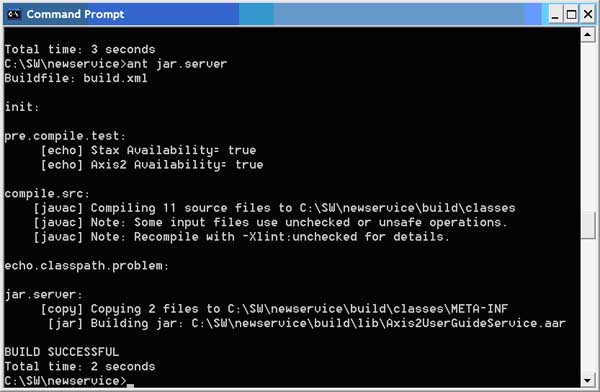 Command Prompt
Total time: 3 seconds
C:\SW\newservice>ant jar.server
Buildfile: build.xml
init:
pre.compile.test:
[echo] Stax Availability= true
[echo] Axis2 Availability= true
compile.src:
[javac] Compiling 11 source files to C:\SW\newservice\build\classes
[javac] Note: Some input files use unchecked or unsafe operations.
[javac] Note: Recompile with -Xlint:unchecked for details.
echo.classpath.problem:
jar.server:
[copy] Copying 2 files to C:\SW\newservice\build\classes\META-INF
[jar] Building jar: C:\SW\newservice\build\lib\Axis2UserGuideService.aar
BUILD SUCCESSFUL
Total time: 2 seconds
C:\SW\newservice>_